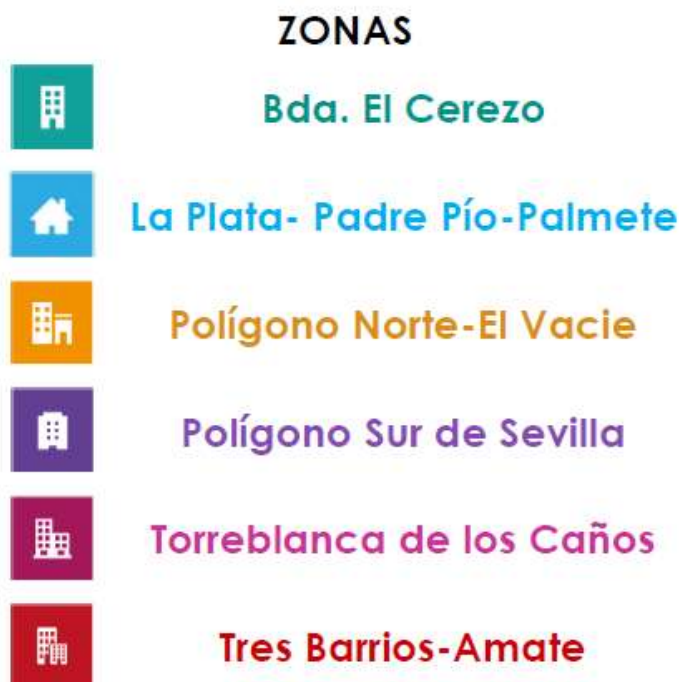 ZONAS
Bda. El Cerezo
La Plata- Padre Pío-Palmete
Polígono Norte-El Vacie
Polígono Sur de Sevilla
Torreblanca de los Caños
Tres Barrios-Amate